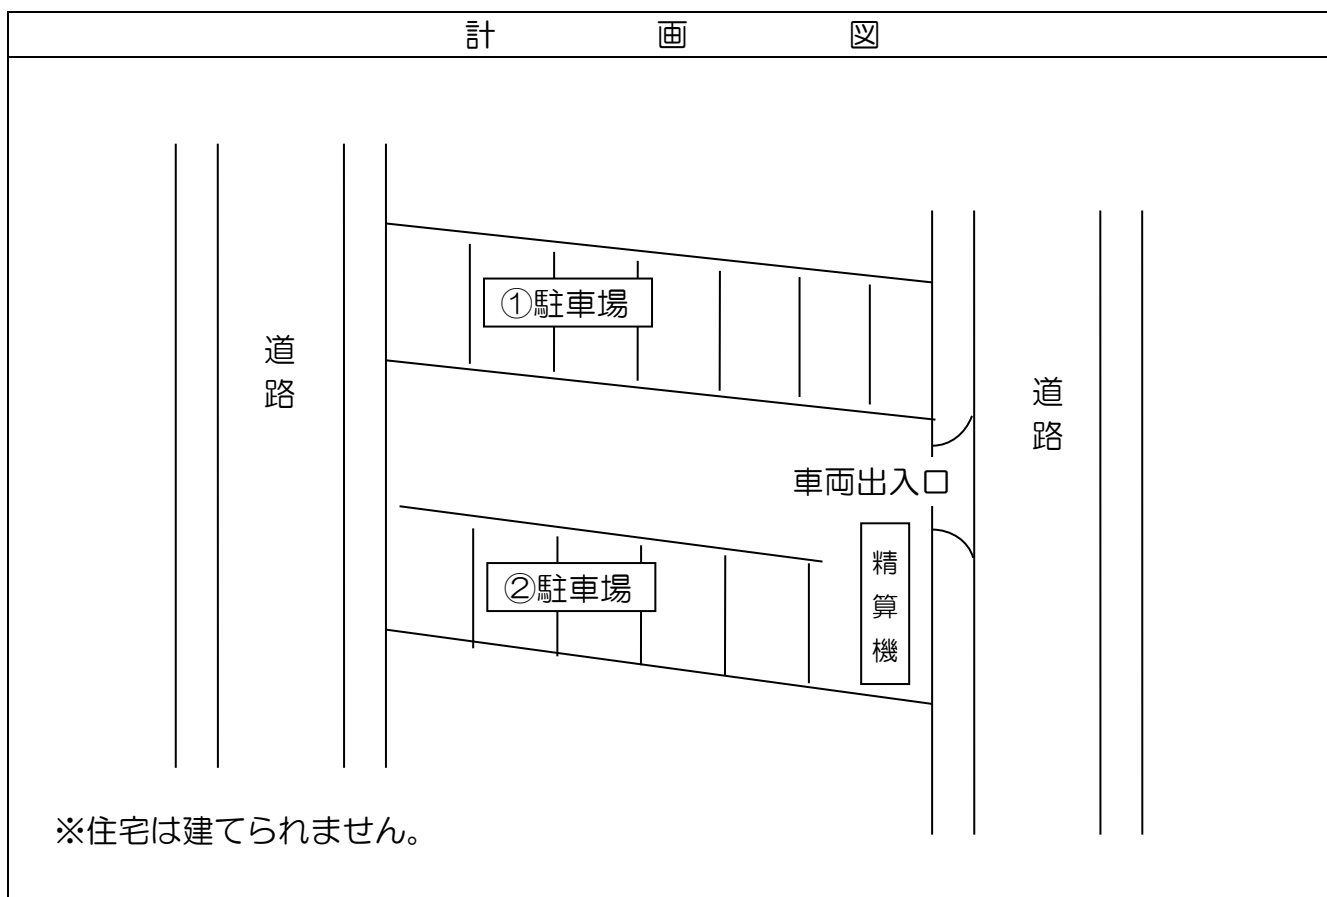 計画図
①駐車場
道路
道路
車両出入口
精算機
②駐車場
※住宅は建てられません。